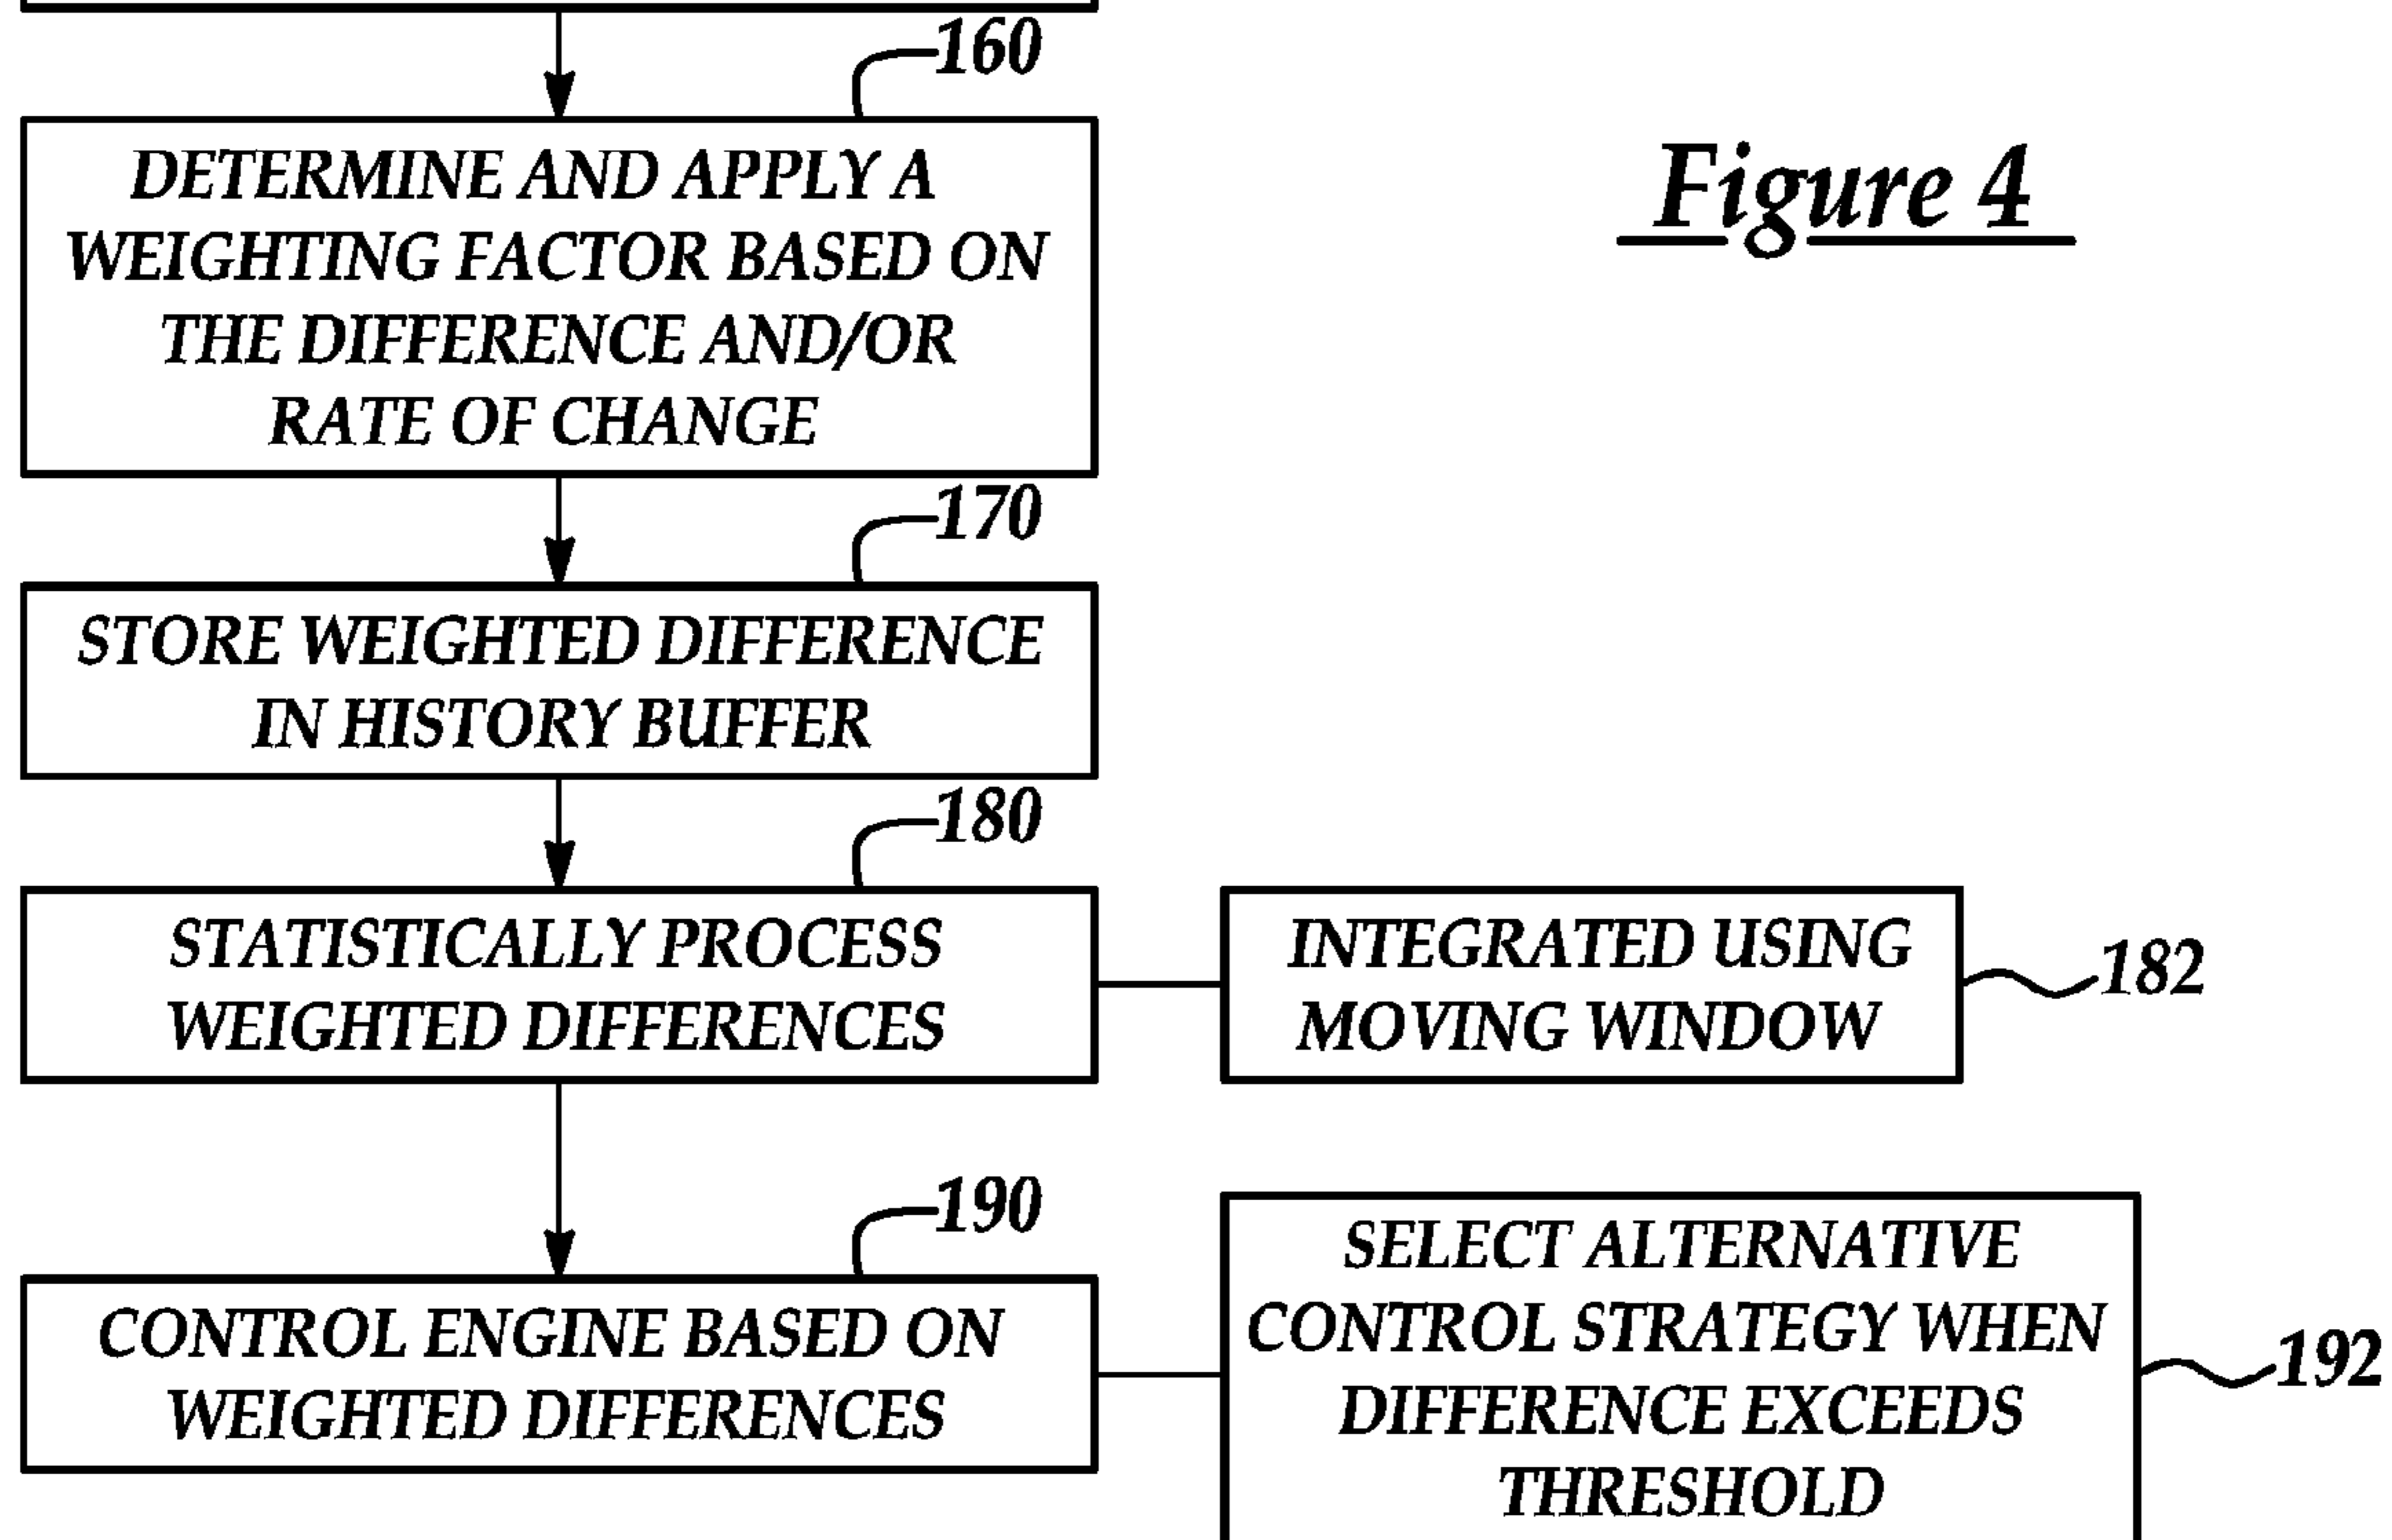 160
DETERMINE AND APPLY A
WEIGHTING FACTOR BASED ON
THE DIFFERENCE AND/OR
RATE OF CHANGE
Figure 4
170
STORE WEIGHTED DIFFERENCE
IN HISTORY BUFFER
180
STATISTICALLY PROCESS
WEIGHTED DIFFERENCES
INTEGRATED USING
MOVING WINDOW
182
190
CONTROL ENGINE BASED ON
WEIGHTED DIFFERENCES
SELECT ALTERNATIVE
CONTROL STRATEGY WHEN
DIFFERENCE EXCEEDS
THRESHOLD
192